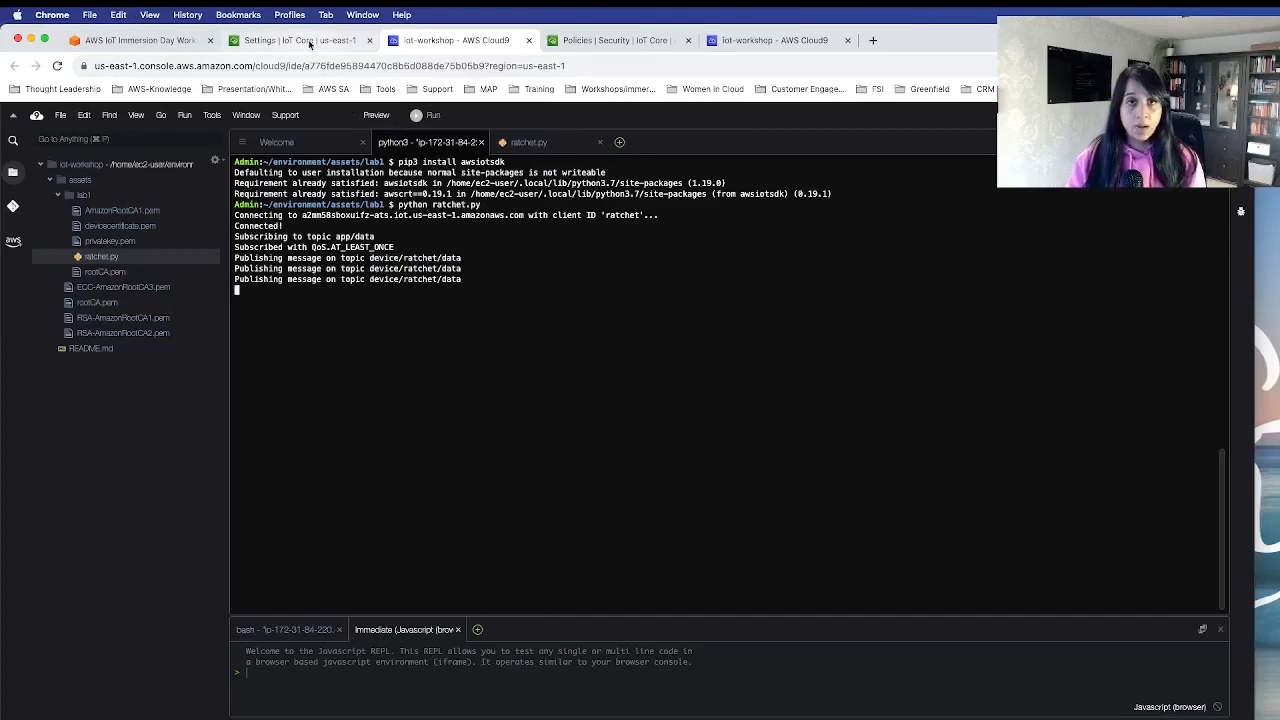 Chrome File Edit View History Bookmarks Profiles Tab Window Help
AWS IoT Immersion Day Work × Settings | IoT Core | us-east-1 × iot-workshop - AWS Cloud9 × Policies | Security | IoT Core | × iot-workshop - AWS Cloud9 × +
us-east-1.console.aws.amazon.com/cloud9/ide/a776fde95894470c8b6d088de75b05b9?region=us-east-1
Thought Leadership AWS-Knowledge Presentation/Whit... AWS SA Tools Support MAP Training Workshops/Imme... Women in Cloud Customer Engage... FSI Greenfield CRM
File Edit Find View Go Run Tools Window Support Preview Run
Go to Anything (⌘ P)
Welcome × python3 - "ip-172-31-84-2: × ratchet.py ×
iot-workshop - /home/ec2-user/environr
assets
lab1
AmazonRootCA1.pem
devicecertificate.pem
privatekey.pem
ratchet.py
rootCA.pem
ECC-AmazonRootCA3.pem
rootCA.pem
RSA-AmazonRootCA1.pem
RSA-AmazonRootCA2.pem
README.md
aws
Admin:~/environment/assets/lab1 $ pip3 install awsiotsdk
Defaulting to user installation because normal site-packages is not writeable
Requirement already satisfied: awsiotsdk in /home/ec2-user/.local/lib/python3.7/site-packages (1.19.0)
Requirement already satisfied: awscrt==0.19.1 in /home/ec2-user/.local/lib/python3.7/site-packages (from awsiotsdk) (0.19.1)
Admin:~/environment/assets/lab1 $ python ratchet.py
Connecting to a2mm58sboxuifz-ats.iot.us-east-1.amazonaws.com with client ID 'ratchet'...
Connected!
Subscribing to topic app/data
Subscribed with QoS.AT_LEAST_ONCE
Publishing message on topic device/ratchet/data
Publishing message on topic device/ratchet/data
Publishing message on topic device/ratchet/data
bash - "ip-172-31-84-220. × Immediate (Javascript (brow ×
Welcome to the Javascript REPL. This REPL allows you to test any single or multi line code in
a browser based javascript environment (iframe). It operates similar to your browser console.
>
Javascript (browser)